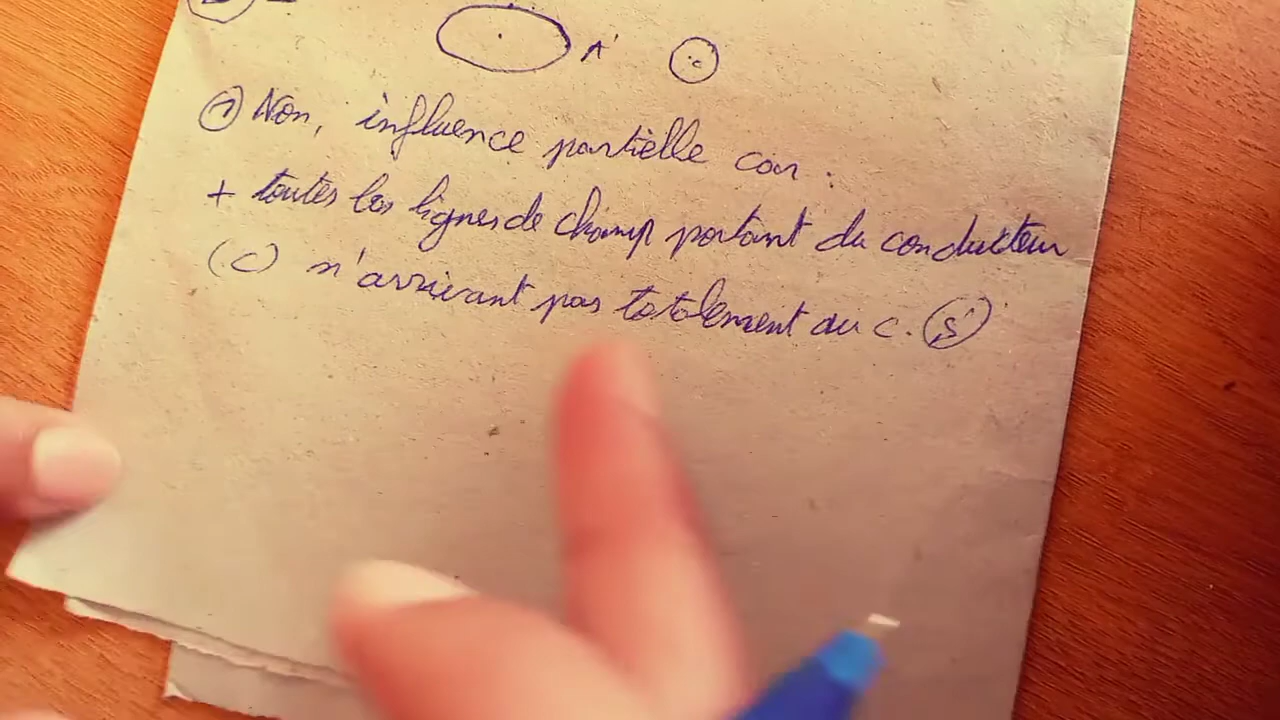 A' c
① Non, influence partielle car :
+ toutes les lignes de champ partant du conducteur
(C) n'arrivant pas totalement au c. (S')